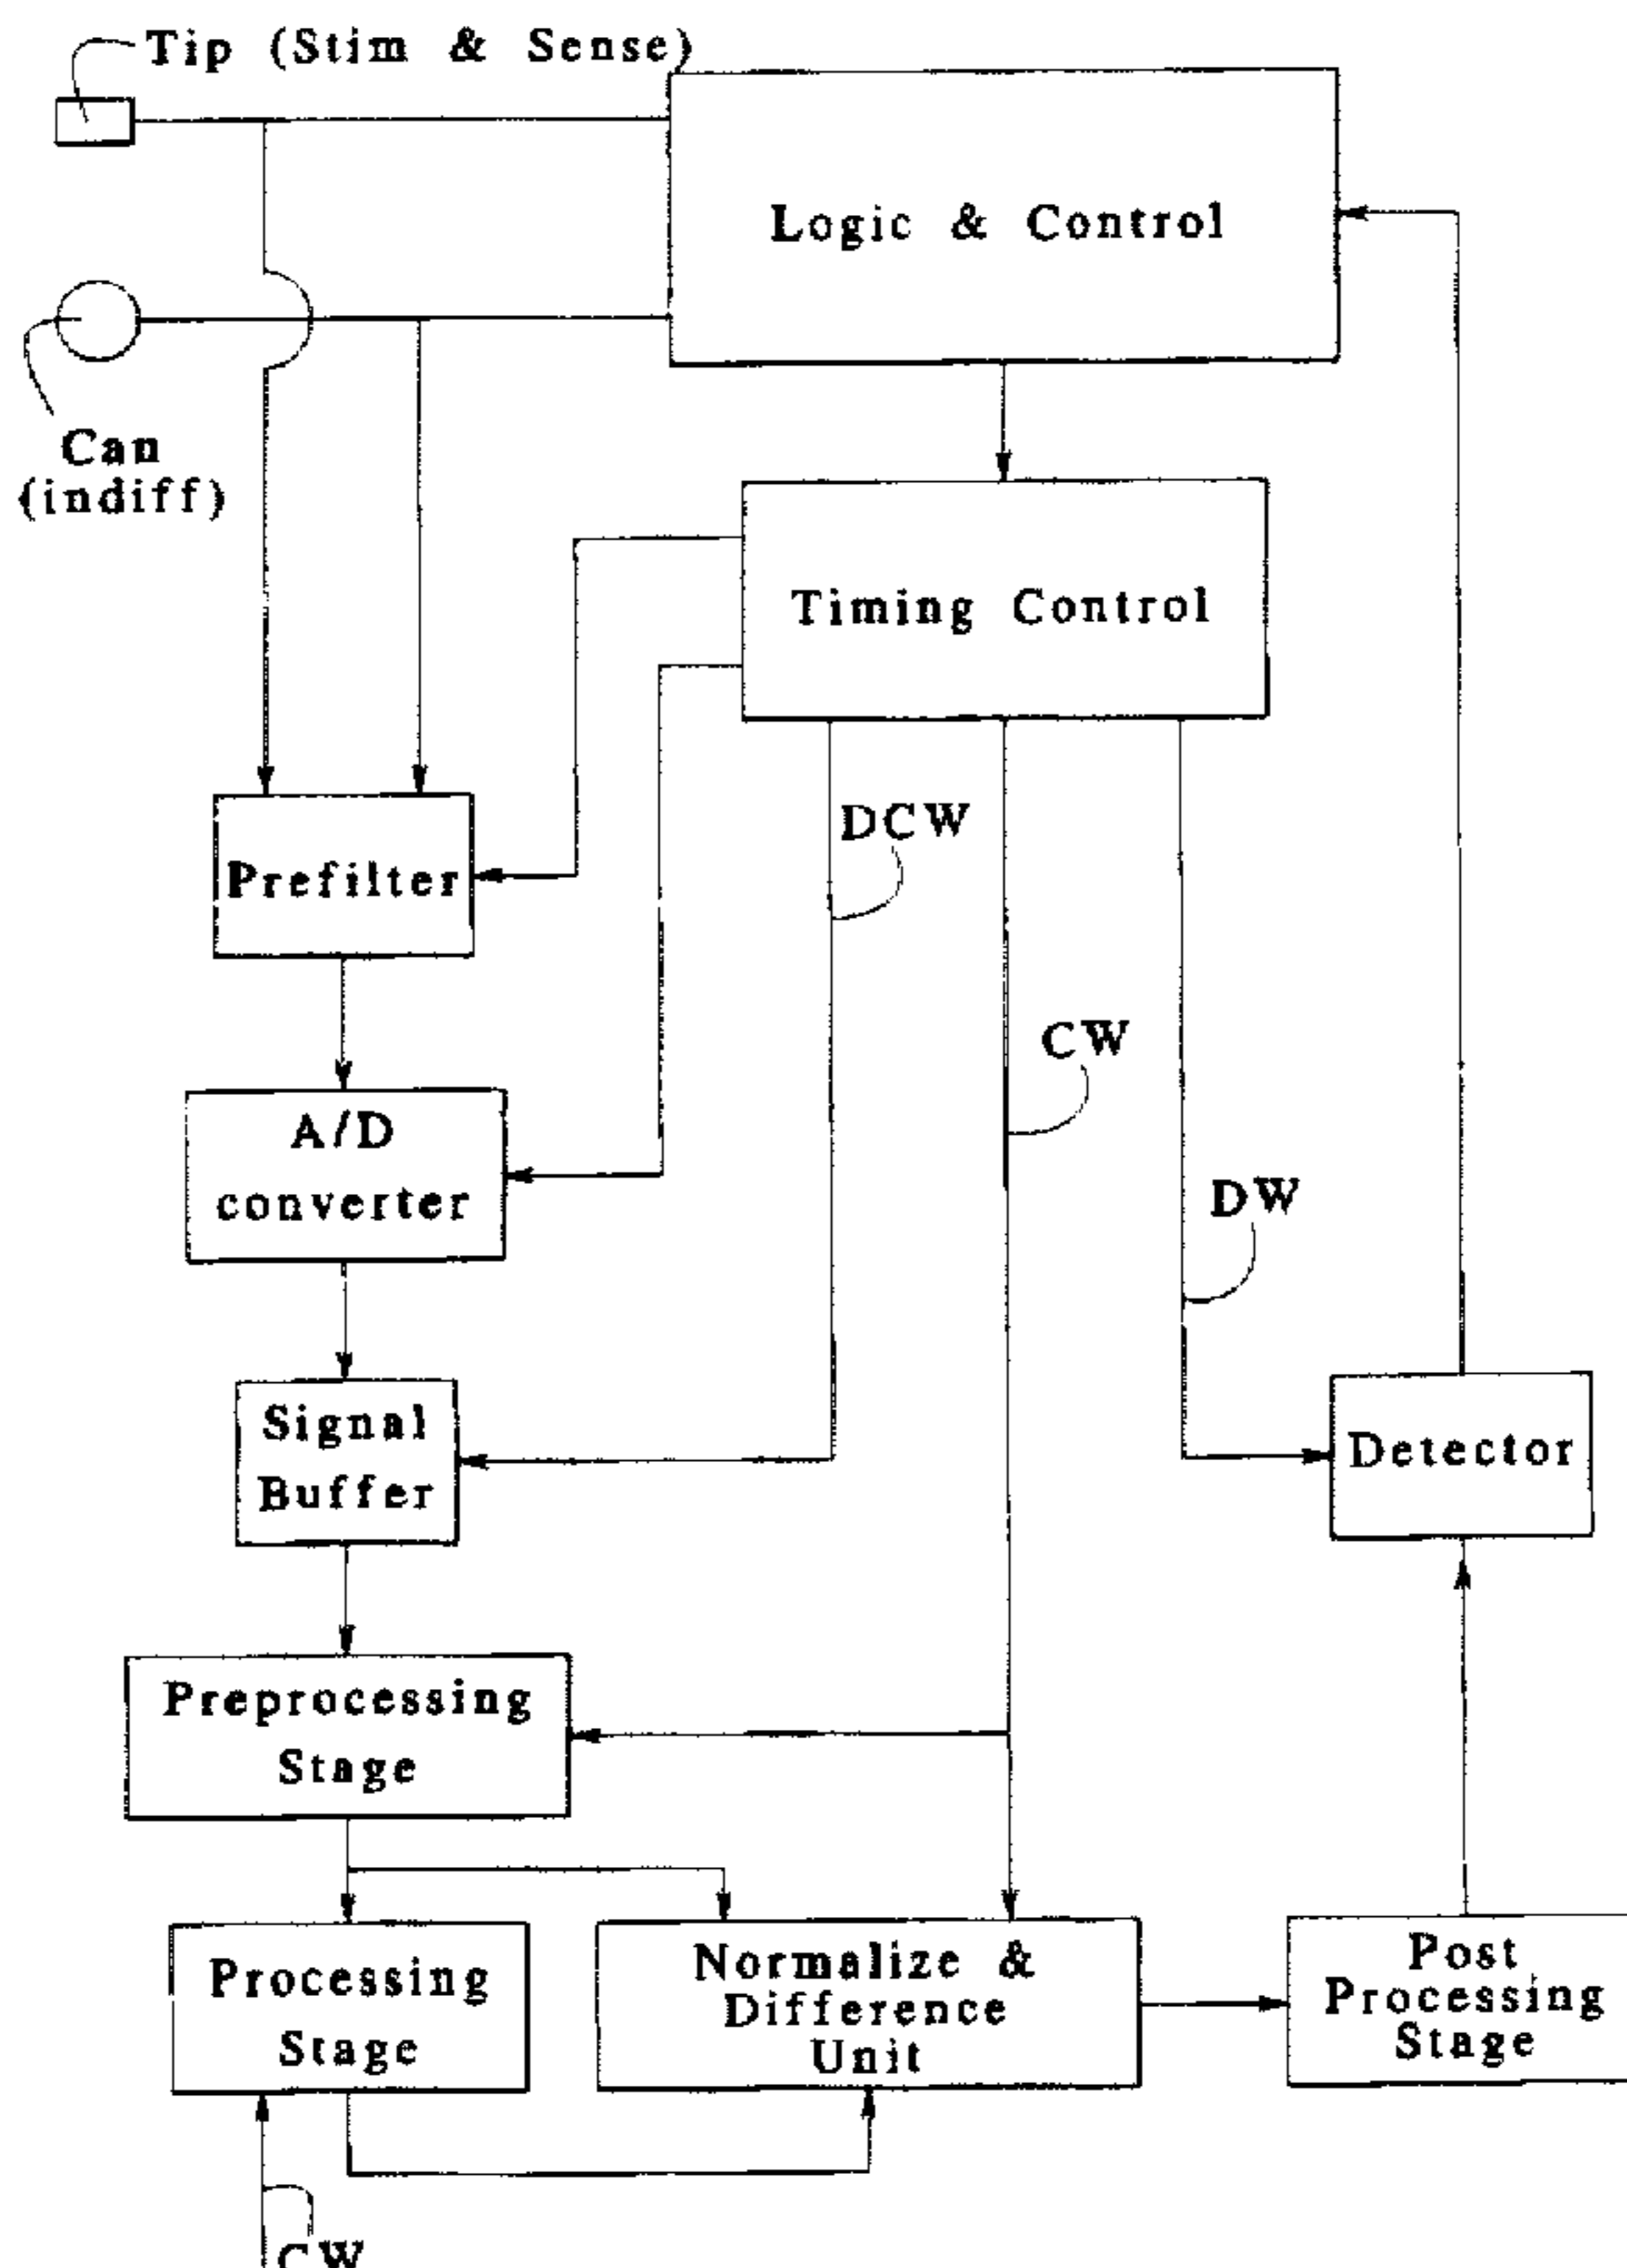 Tip (Stim & Sense)
Logic & Control
Can
(indiff)
Timing Control
DCW
Prefilter
CW
A/D
converter
DW
Signal
Buffer
Detector
Preprocessing
Stage
Processing
Stage
Normalize &
Difference
Unit
Post
Processing
Stage
CW